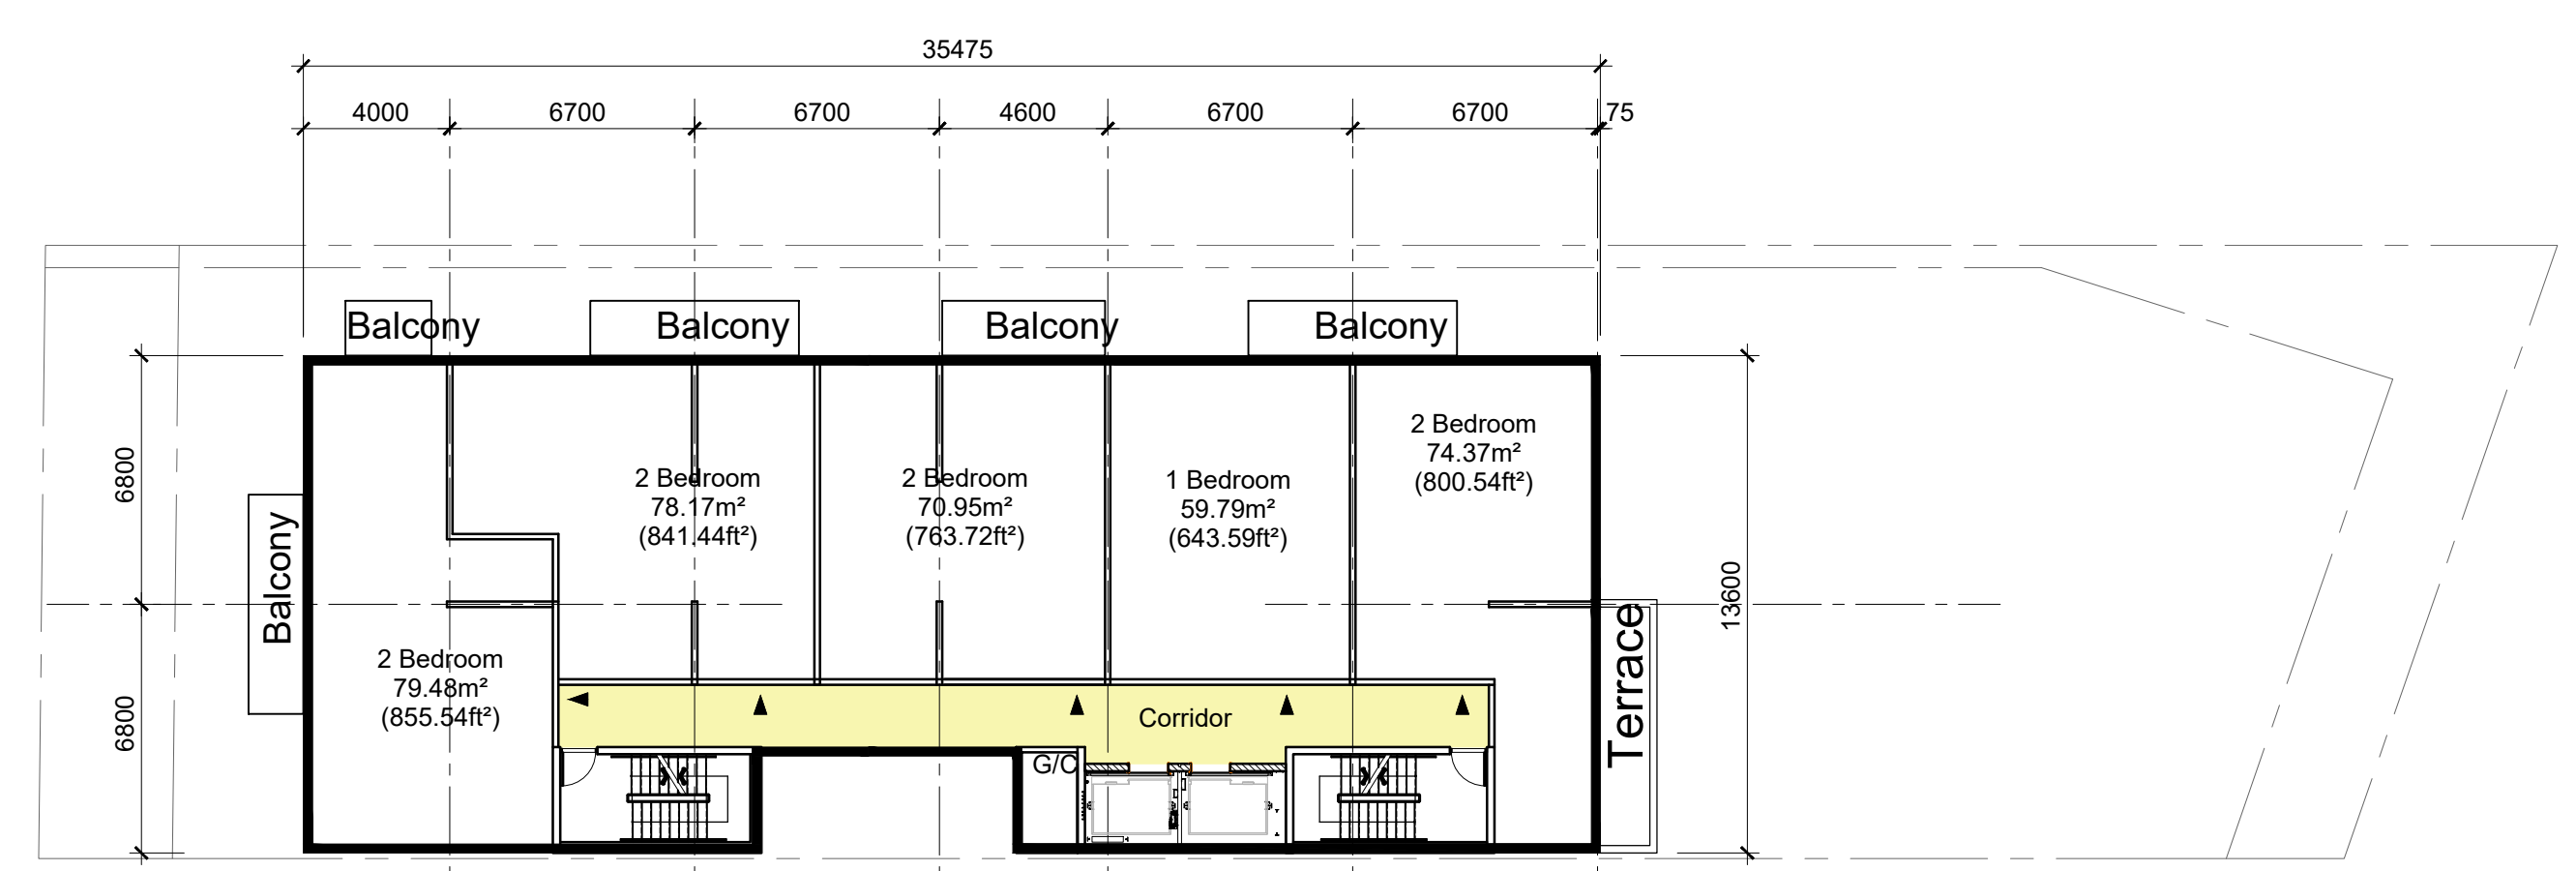 35475
4000
6700
6700
4600
6700
6700
75
Balcony
Balcony
Balcony
Balcony
6800
6800
13600
Balcony
2 Bedroom
74.37m²
(800.54ft²)
2 Bedroom
78.17m²
(841.44ft²)
2 Bedroom
70.95m²
(763.72ft²)
1 Bedroom
59.79m²
(643.59ft²)
2 Bedroom
79.48m²
(855.54ft²)
Terrace
Corridor
G/C